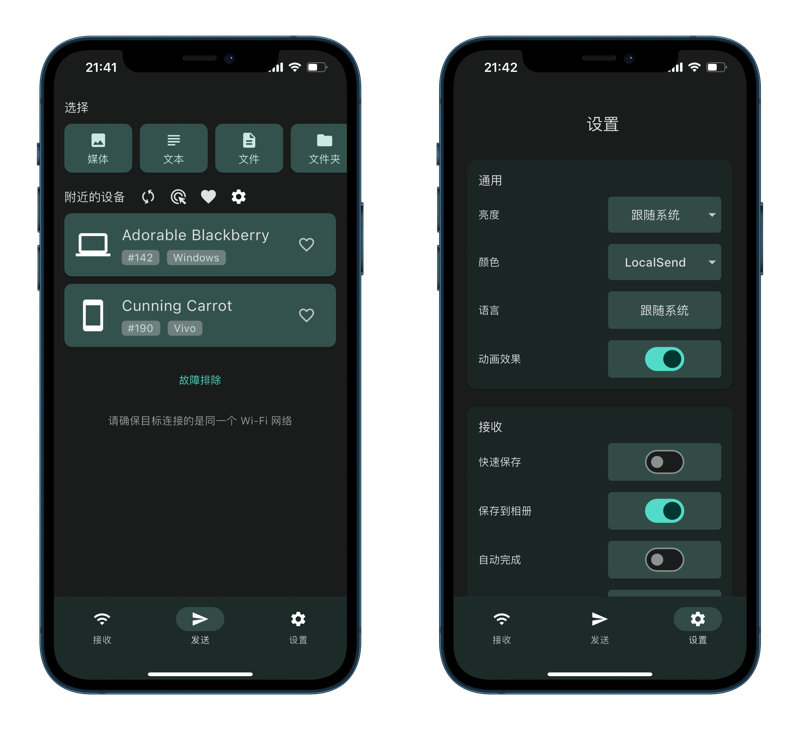 21:41
选择
媒体 文本 文件 文件夹
附近的设备
Adorable Blackberry
#142 Windows
Cunning Carrot
#190 Vivo
故障排除
请确保目标连接的是同一个 Wi-Fi 网络
接收 发送 设置
21:42
设置
通用
亮度 跟随系统
颜色 LocalSend
语言 跟随系统
动画效果
接收
快速保存
保存到相册
自动完成
接收 发送 设置